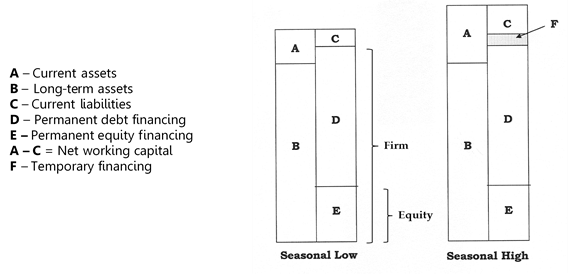 A – Current assets
B – Long-term assets
C – Current liabilities
D – Permanent debt financing
E – Permanent equity financing
A – C = Net working capital
F – Temporary financing
A
C
B
D
E
Firm
Equity
Seasonal Low
A
C
F
B
D
E
Seasonal High